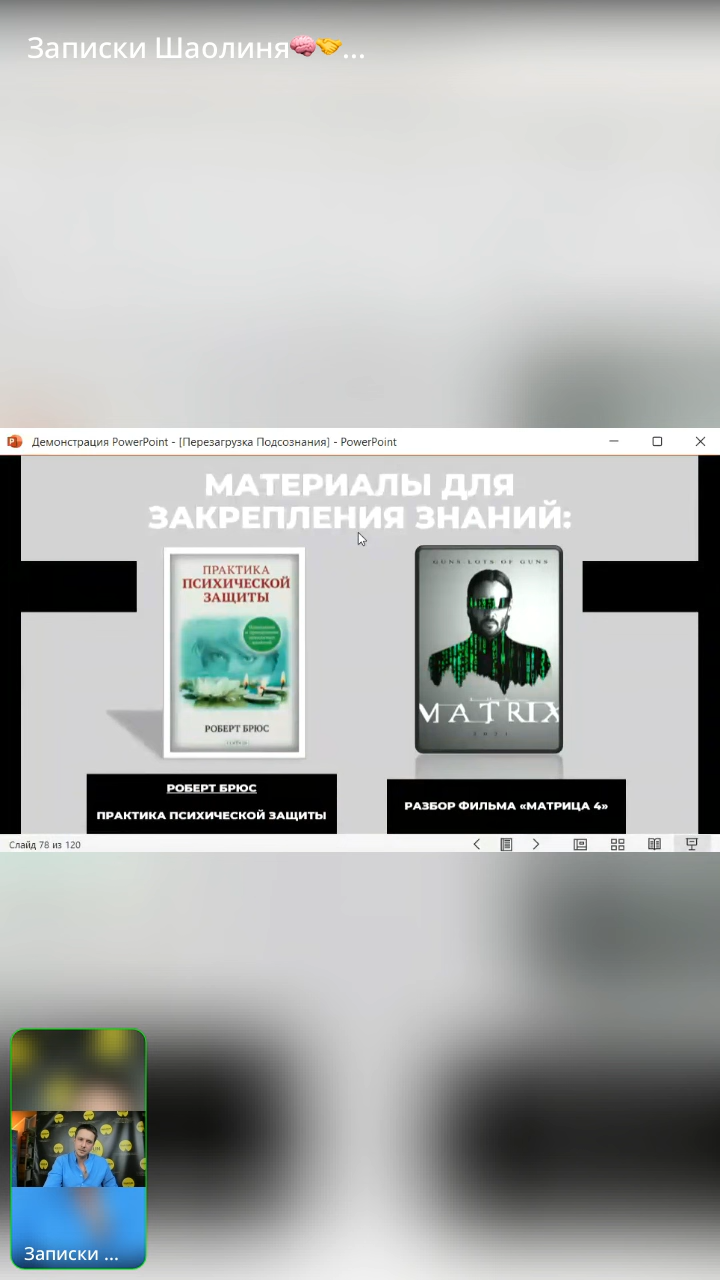 Записки Шаолиня🧠🤝...
Демонстрация PowerPoint - [Перезагрузка Подсознания] - PowerPoint
МАТЕРИАЛЫ ДЛЯ
ЗАКРЕПЛЕНИЯ ЗНАНИЙ:
ПРАКТИКА
ПСИХИЧЕСКОЙ
ЗАЩИТЫ
РОБЕРТ БРЮС
GUNS. LOTS OF GUNS
MATRIX
2021
РОБЕРТ БРЮС
ПРАКТИКА ПСИХИЧЕСКОЙ ЗАЩИТЫ
РАЗБОР ФИЛЬМА «МАТРИЦА 4»
Слайд 78 из 120
Записки ...